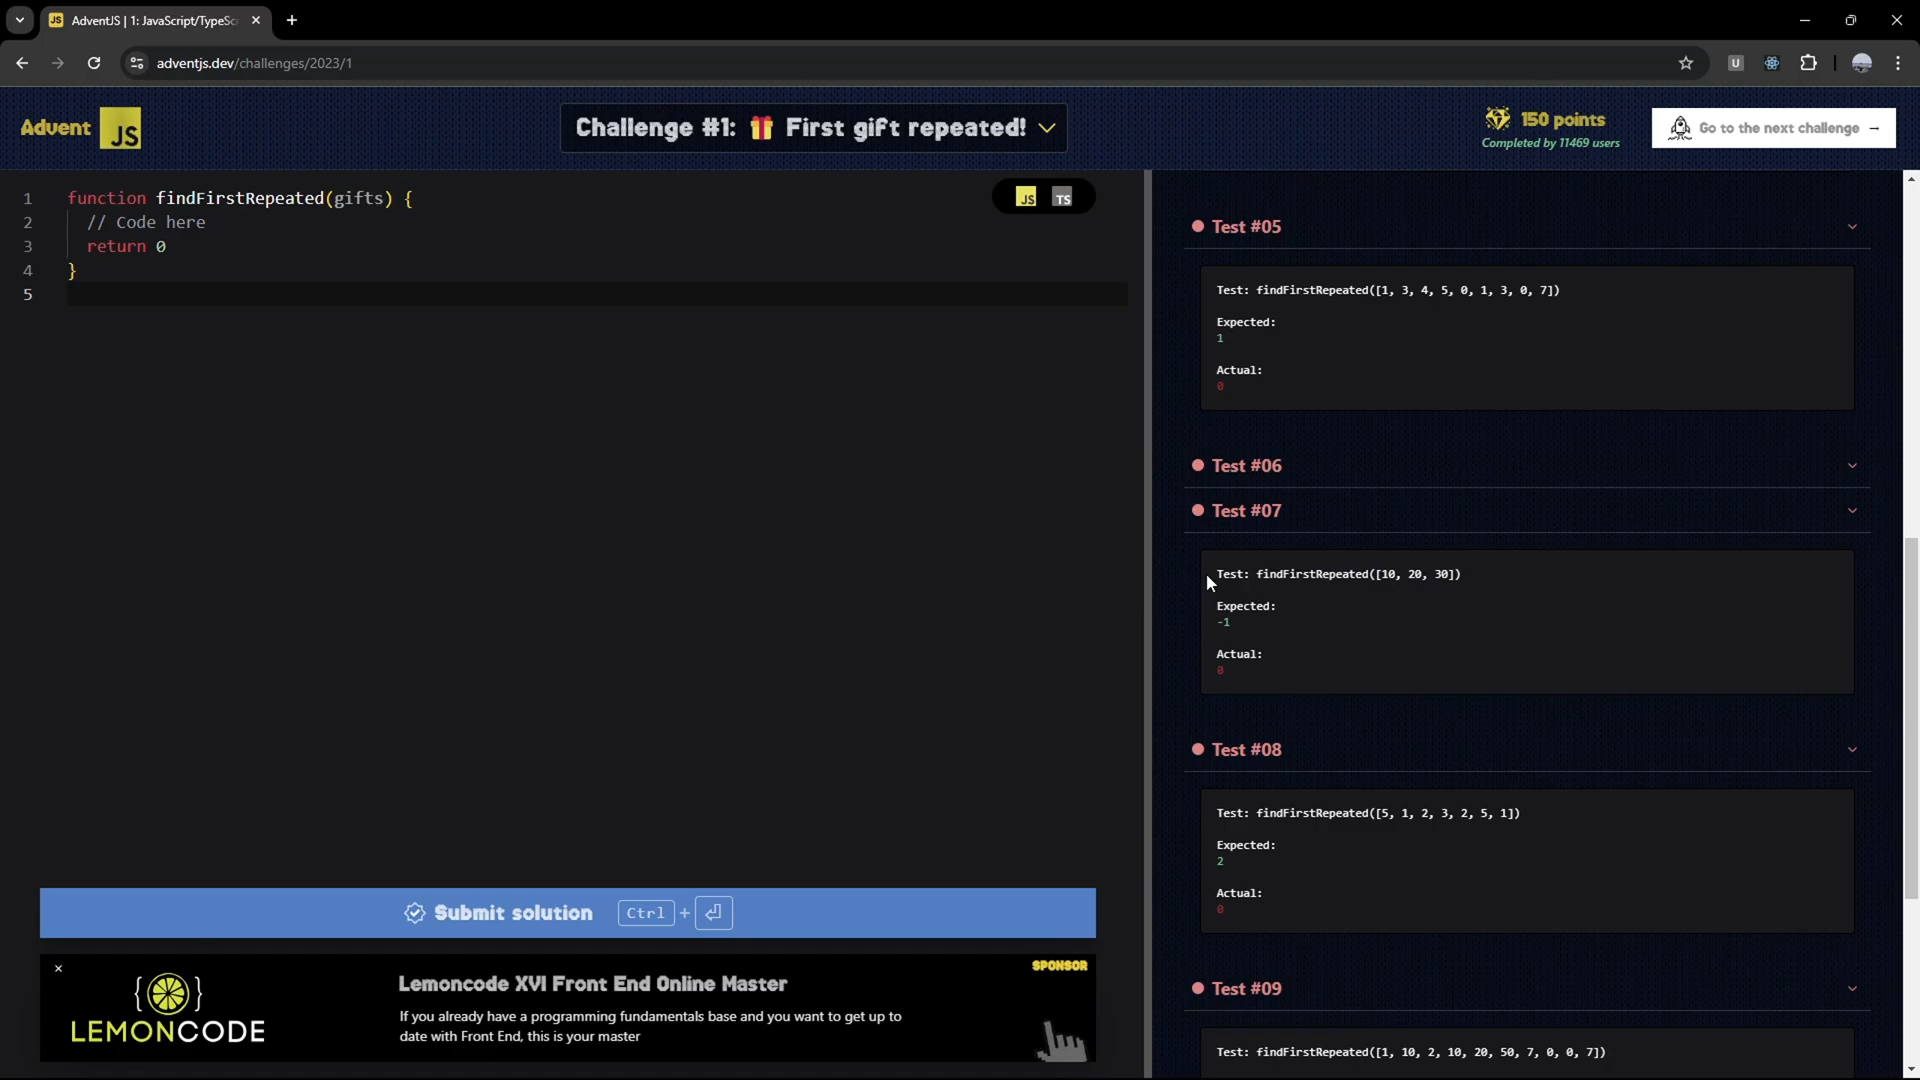 AdventJS | 1: JavaScript/TypeSc
adventjs.dev/challenges/2023/1
U
Advent JS
Challenge #1: 🎁 First gift repeated!
150 points
Completed by 11469 users
Go to the next challenge →
JS TS
1 function findFirstRepeated(gifts) {
2 // Code here
3 return 0
4 }
5
Submit solution Ctrl + ⏎
SPONSOR
{ }
LEMONCODE
Lemoncode XVI Front End Online Master
If you already have a programming fundamentals base and you want to get up to
date with Front End, this is your master
Test #05
Test: findFirstRepeated([1, 3, 4, 5, 0, 1, 3, 0, 7])
Expected:
1
Actual:
0
Test #06
Test #07
Test: findFirstRepeated([10, 20, 30])
Expected:
-1
Actual:
0
Test #08
Test: findFirstRepeated([5, 1, 2, 3, 2, 5, 1])
Expected:
2
Actual:
0
Test #09
Test: findFirstRepeated([1, 10, 2, 10, 20, 50, 7, 0, 0, 7])